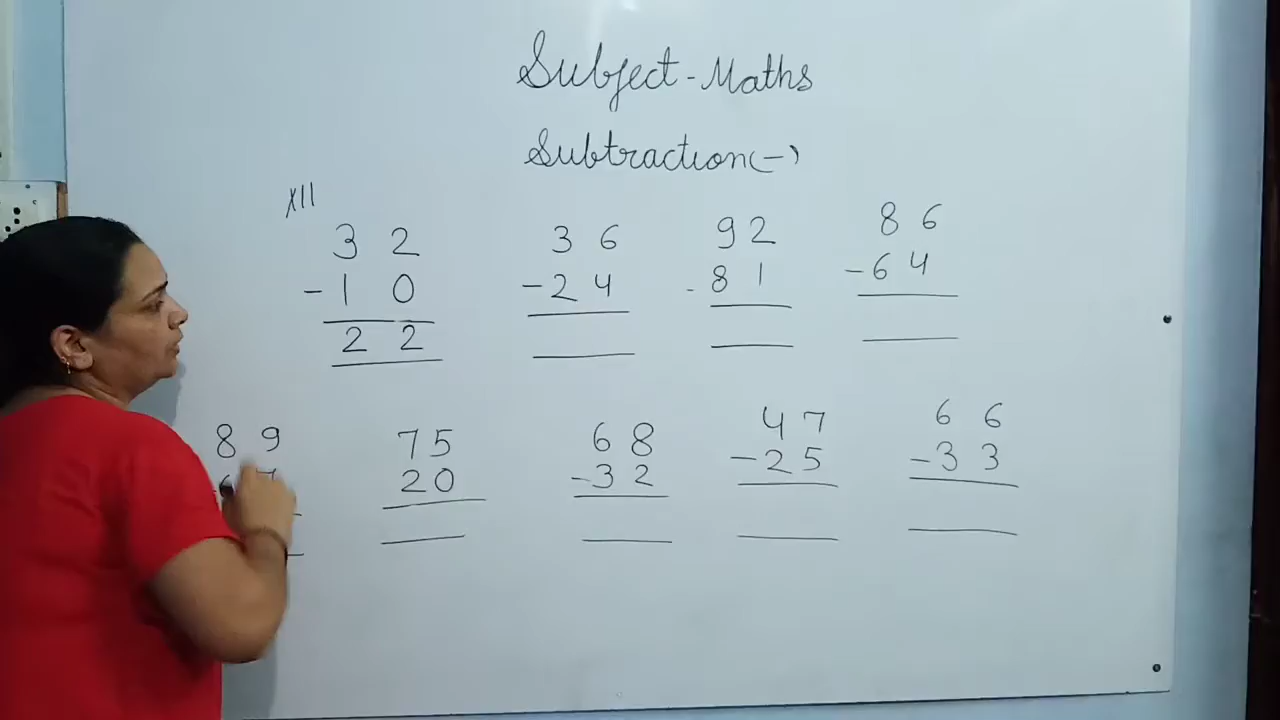 Subject - Maths
Subtraction (-)
XII
3 2 3 6 9 2 8 6
- 1 0 - 2 4 - 8 1 - 6 4
2 2
8 9 7 5 6 8 4 7 6 6
2 0 - 3 2 - 2 5 - 3 3